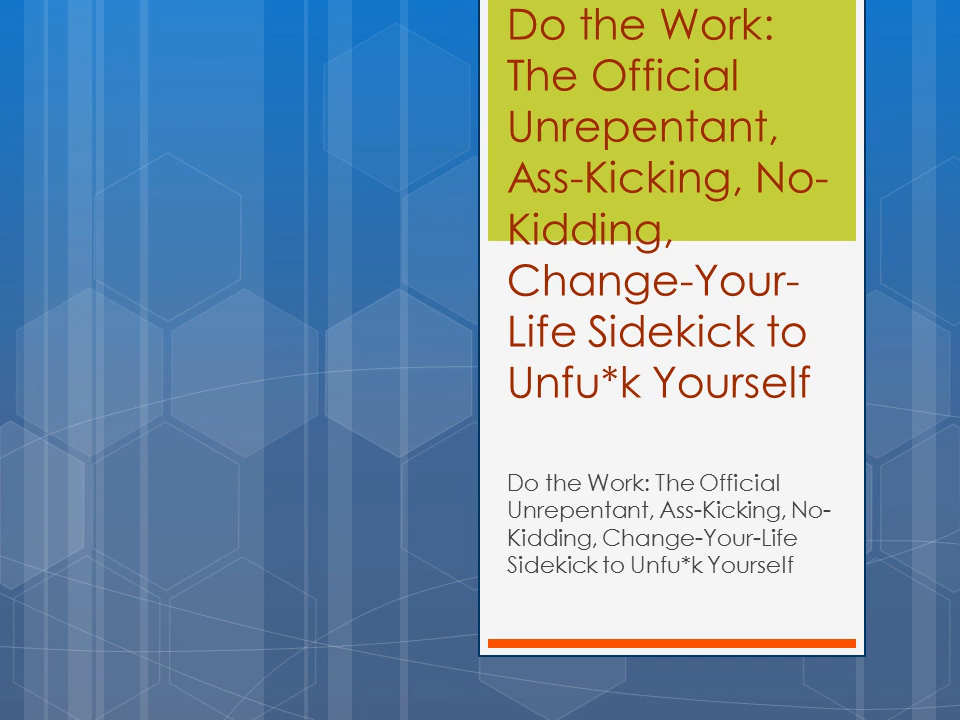 Do the Work:
The Official
Unrepentant,
Ass-Kicking, No-
Kidding,
Change-Your-
Life Sidekick to
Unfu*k Yourself
Do the Work: The Official
Unrepentant, Ass-Kicking, No-
Kidding, Change-Your-Life
Sidekick to Unfu*k Yourself